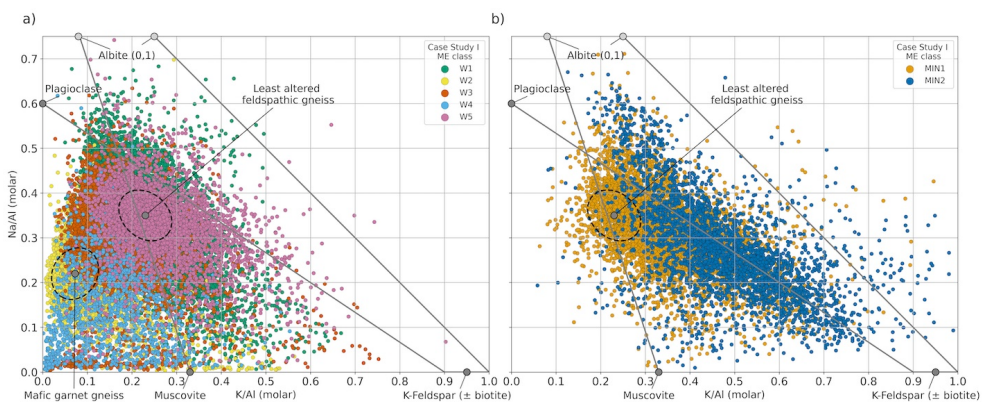 a)
Albite (0,1)
Case Study I
ME class
W1
W2
W3
W4
W5
Plagioclase
Least altered
feldspathic gneiss
Na/Al (molar)
0.7
0.6
0.5
0.4
0.3
0.2
0.1
0.0
0.0 0.1 0.2 0.3 0.4 0.5 0.6 0.7 0.8 0.9 1.0
Mafic garnet gneiss Muscovite K/Al (molar) K-Feldspar (± biotite)
b)
Albite (0,1)
Case Study I
ME class
MIN1
MIN2
Plagioclase
Least altered
feldspathic gneiss
0.0 0.1 0.2 0.3 0.4 0.5 0.6 0.7 0.8 0.9 1.0
Muscovite K/Al (molar) K-Feldspar (± biotite)